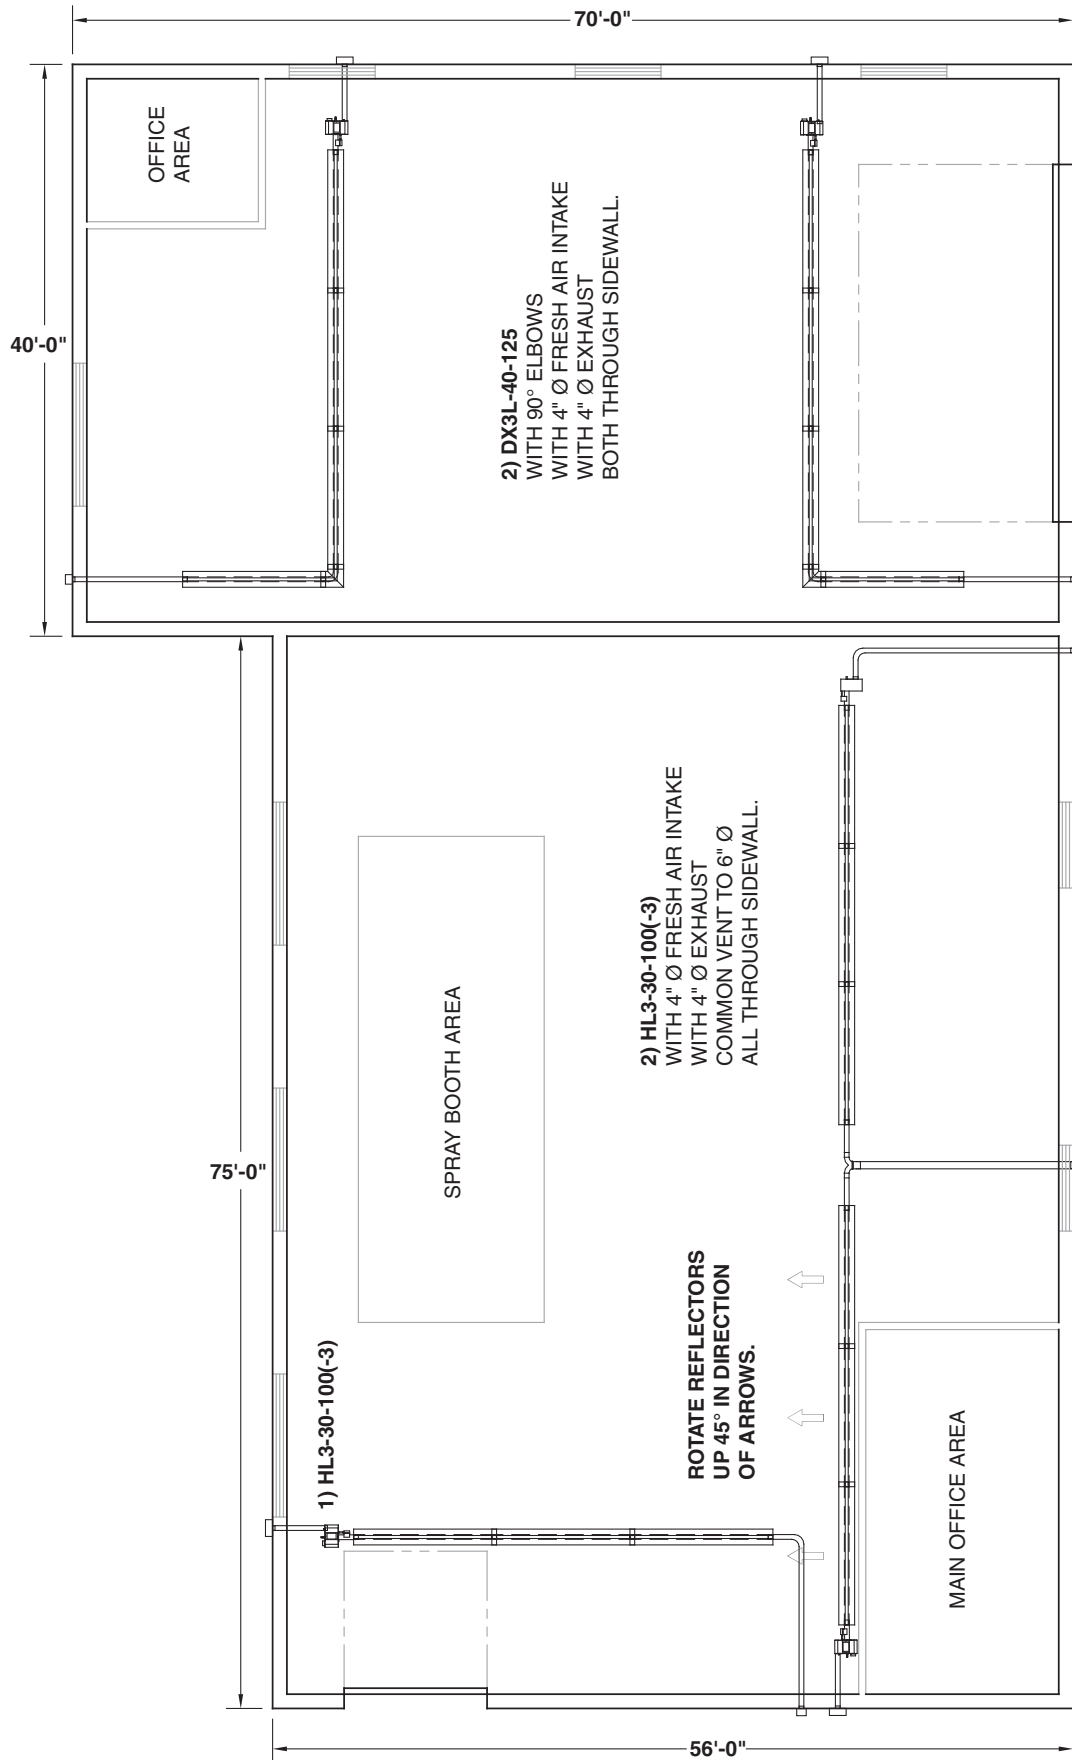 70'-0"
40'-0"
OFFICE
AREA
2) DX3L-40-125
WITH 90° ELBOWS
WITH 4" Ø FRESH AIR INTAKE
WITH 4" Ø EXHAUST
BOTH THROUGH SIDEWALL.
75'-0"
SPRAY BOOTH AREA
2) HL3-30-100(-3)
WITH 4" Ø FRESH AIR INTAKE
WITH 4" Ø EXHAUST
COMMON VENT TO 6" Ø
ALL THROUGH SIDEWALL.
1) HL3-30-100(-3)
ROTATE REFLECTORS
UP 45° IN DIRECTION
OF ARROWS.
MAIN OFFICE AREA
56'-0"